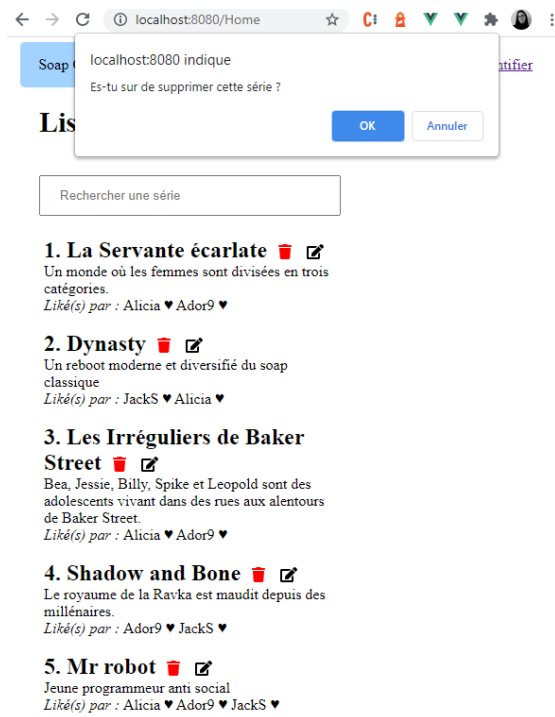 localhost:8080/Home
localhost:8080 indique
Es-tu sur de supprimer cette série ?
OK
Annuler
Soap
ntifier
Lis
Rechercher une série
1. La Servante écarlate
Un monde où les femmes sont divisées en trois
catégories.
Liké(s) par : Alicia ♥ Ador9 ♥
2. Dynasty
Un reboot moderne et diversifié du soap
classique
Liké(s) par : JackS ♥ Alicia ♥
3. Les Irréguliers de Baker
Street
Bea, Jessie, Billy, Spike et Leopold sont des
adolescents vivant dans des rues aux alentours
de Baker Street.
Liké(s) par : Alicia ♥ Ador9 ♥
4. Shadow and Bone
Le royaume de la Ravka est maudit depuis des
millénaires.
Liké(s) par : Ador9 ♥ JackS ♥
5. Mr robot
Jeune programmeur anti social
Liké(s) par : Alicia ♥ Ador9 ♥ JackS ♥